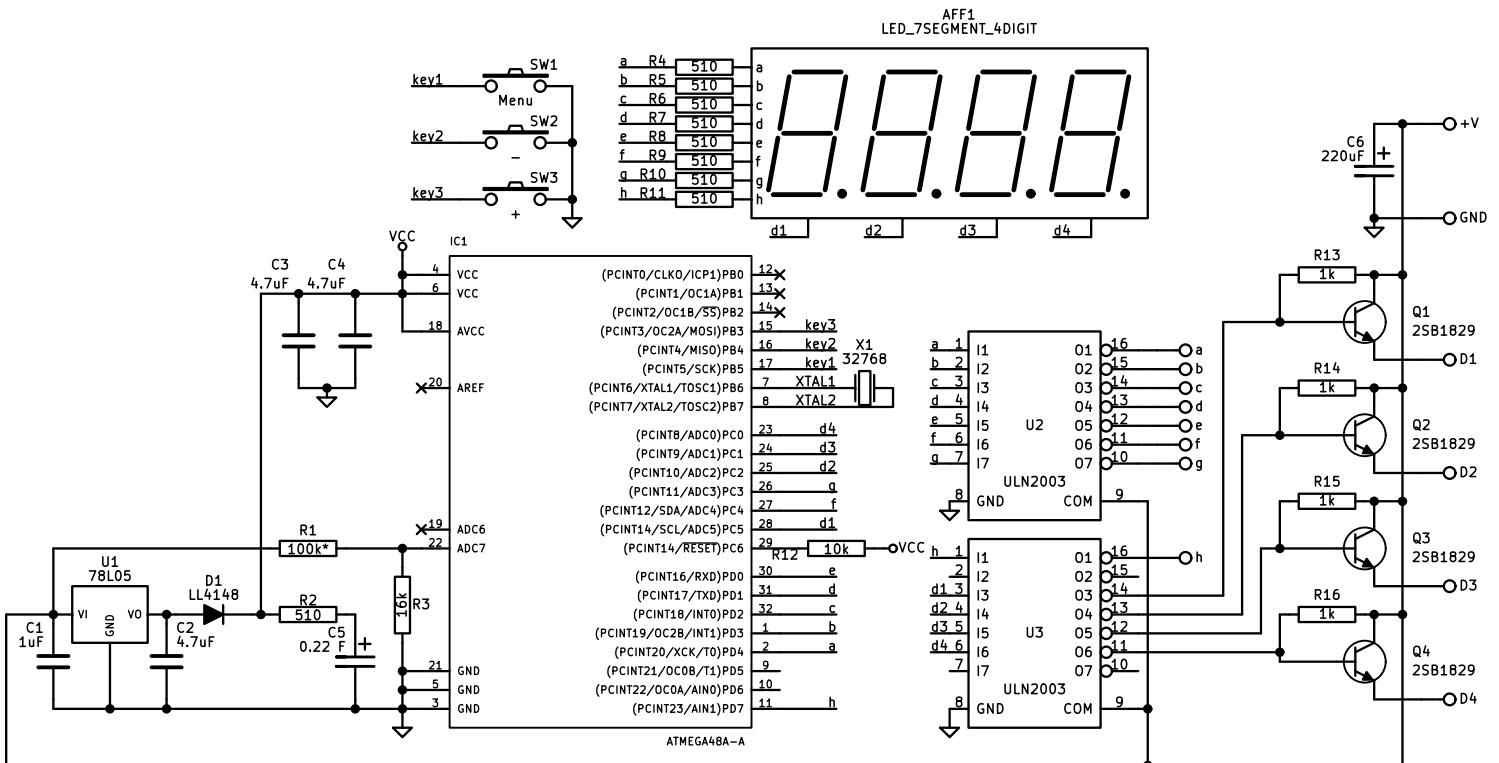 AFF1
LED_7SEGMENT_4DIGIT
key1 SW1
Menu
key2 SW2
-
key3 SW3
+
a R4 510 a
b R5 510 b
c R6 510 c
d R7 510 d
e R8 510 e
f R9 510 f
g R10 510 g
h R11 510 h
d1 d2 d3 d4
+V
C6
220uF +
GND
VCC
C3 C4
4.7uF 4.7uF
IC1
4 VCC
6 VCC
18 AVCC
20 AREF
19 ADC6
22 ADC7
21 GND
5 GND
3 GND
(PCINT0/CLKO/ICP1)PB0 12
(PCINT1/OC1A)PB1 13
(PCINT2/OC1B/SS)PB2 14
(PCINT3/OC2A/MOSI)PB3 15 key3
(PCINT4/MISO)PB4 16 key2
(PCINT5/SCK)PB5 17 key1
(PCINT6/XTAL1/TOSC1)PB6 7 XTAL1
(PCINT7/XTAL2/TOSC2)PB7 8 XTAL2
X1
32768
(PCINT8/ADC0)PC0 23 d4
(PCINT9/ADC1)PC1 24 d3
(PCINT10/ADC2)PC2 25 d2
(PCINT11/ADC3)PC3 26 g
(PCINT12/SDA/ADC4)PC4 27 f
(PCINT14/SCL/ADC5)PC5 28 d1
(PCINT14/RESET)PC6 29 R12 10k VCC
(PCINT16/RXD)PD0 30 e
(PCINT17/TXD)PD1 31 d
(PCINT18/INT0)PD2 32 c
(PCINT19/OC2B/INT1)PD3 1 b
(PCINT20/XCK/T0)PD4 2 a
(PCINT21/OC0B/T1)PD5 9
(PCINT22/OC0A/AIN0)PD6 10
(PCINT23/AIN1)PD7 11 h
ATMEGA48A-A
R1
100k*
R3
16k
U1
78L05
VI VO
GND
D1
LL4148
R2
510
C1
1uF
C2
4.7uF
C5
0.22 F +
a 1 I1 O1 16 a
b 2 I2 O2 15 b
c 3 I3 O3 14 c
d 4 I4 O4 13 d
e 5 I5 O5 12 e
f 6 I6 O6 11 f
g 7 I7 O7 10 g
U2
ULN2003
8 GND COM 9
h 1 I1 O1 16 h
2 I2 O2 15
d1 3 I3 O3 14
d2 4 I4 O4 13
d3 5 I5 O5 12
d4 6 I6 O6 11
7 I7 O7 10
U3
ULN2003
8 GND COM 9
R13
1k
Q1
2SB1829
D1
R14
1k
Q2
2SB1829
D2
R15
1k
Q3
2SB1829
D3
R16
1k
Q4
2SB1829
D4